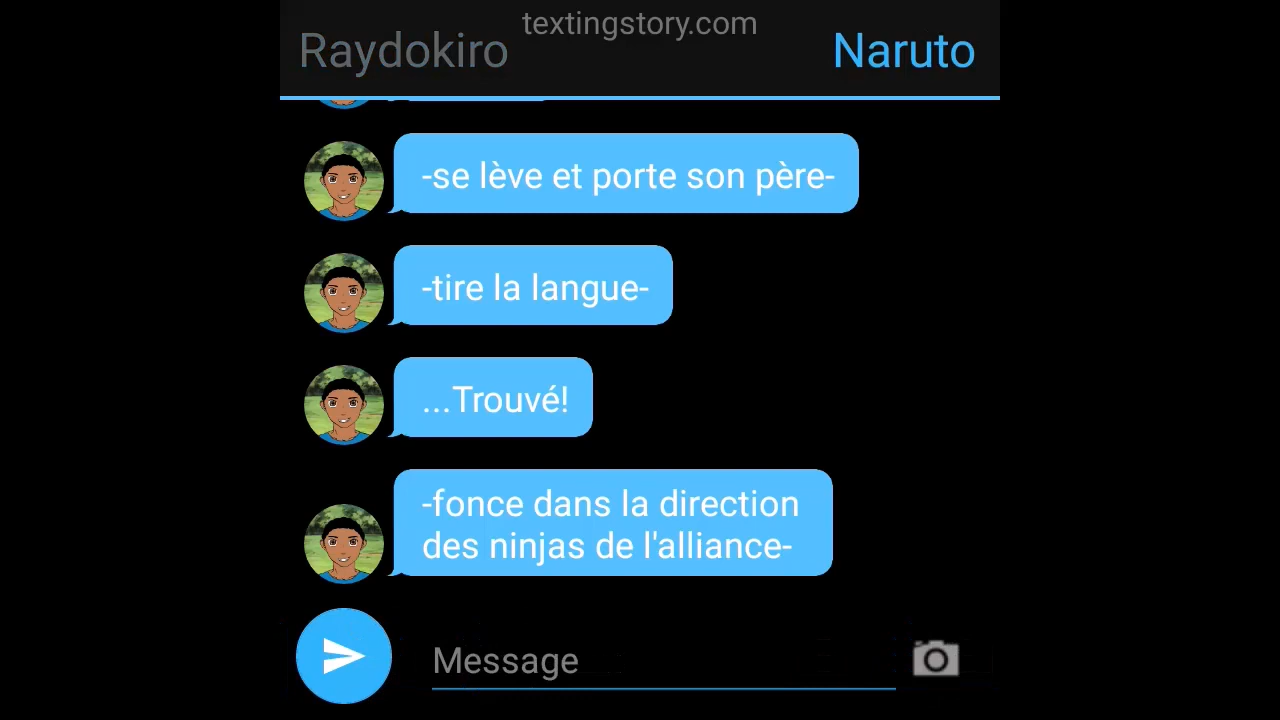 textingstory.com
Raydokiro
Naruto
-se lève et porte son père-
-tire la langue-
...Trouvé!
-fonce dans la direction
des ninjas de l'alliance-
Message